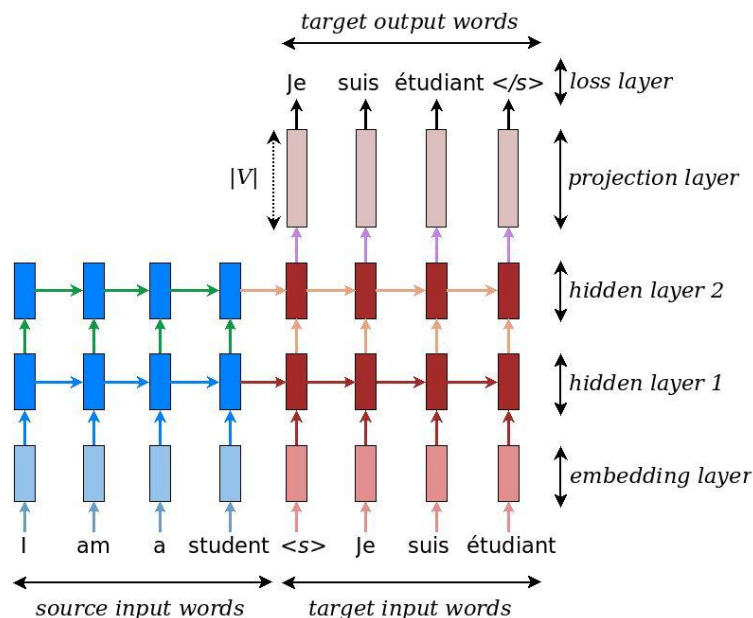 target output words
Je suis étudiant </s> loss layer
|V| projection layer
hidden layer 2
hidden layer 1
embedding layer
I am a student <s> Je suis étudiant
source input words target input words